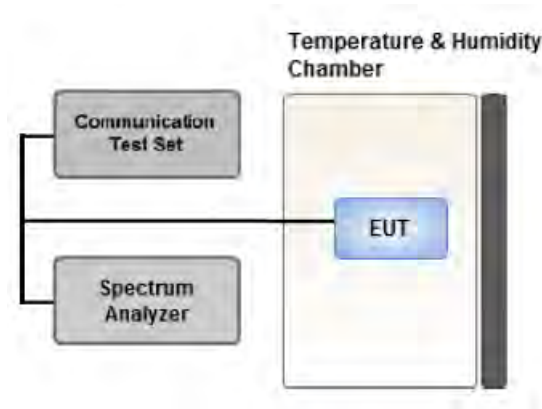 Temperature & Humidity
Chamber
Communication
Test Set
EUT
Spectrum
Analyzer